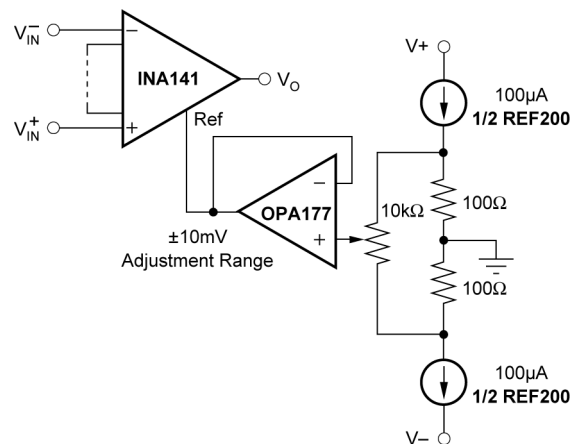 V–IN
V+IN
–
+
INA141
Ref
VO
–
+
OPA177
±10mV
Adjustment Range
10kΩ
V+
100µA
1/2 REF200
100Ω
100Ω
100µA
1/2 REF200
V–